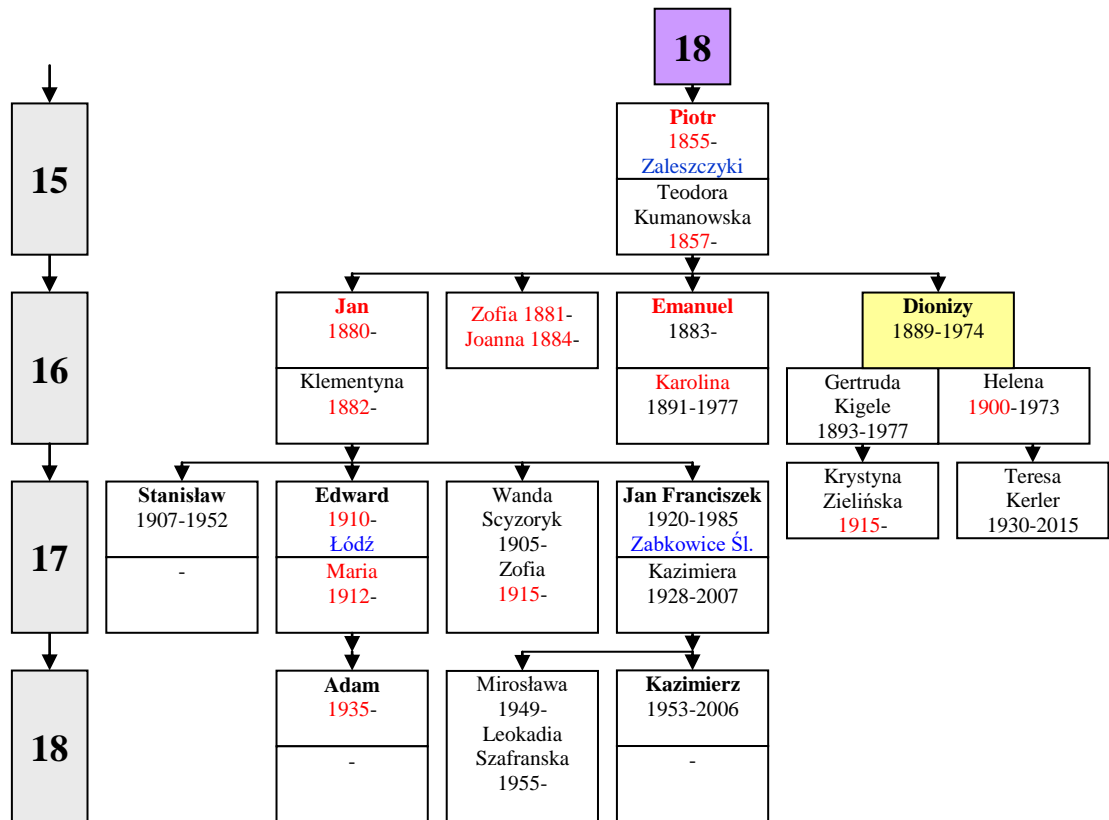 18
15
Piotr
1855-
Zaleszczyki
Teodora
Kumanowska
1857-
16
Jan
1880-
Klementyna
1882-
Zofia 1881-
Joanna 1884-
Emanuel
1883-
Karolina
1891-1977
Dionizy
1889-1974
Gertruda
Kigele
1893-1977
Helena
1900-1973
Krystyna
Zielińska
1915-
Teresa
Kerler
1930-2015
17
Stanisław
1907-1952
-
Edward
1910-
Łódź
Maria
1912-
Wanda
Scyzoryk
1905-
Zofia
1915-
Jan Franciszek
1920-1985
Zabkowice Śl.
Kazimiera
1928-2007
18
Adam
1935-
-
Mirosława
1949-
Leokadia
Szafranska
1955-
Kazimierz
1953-2006
-